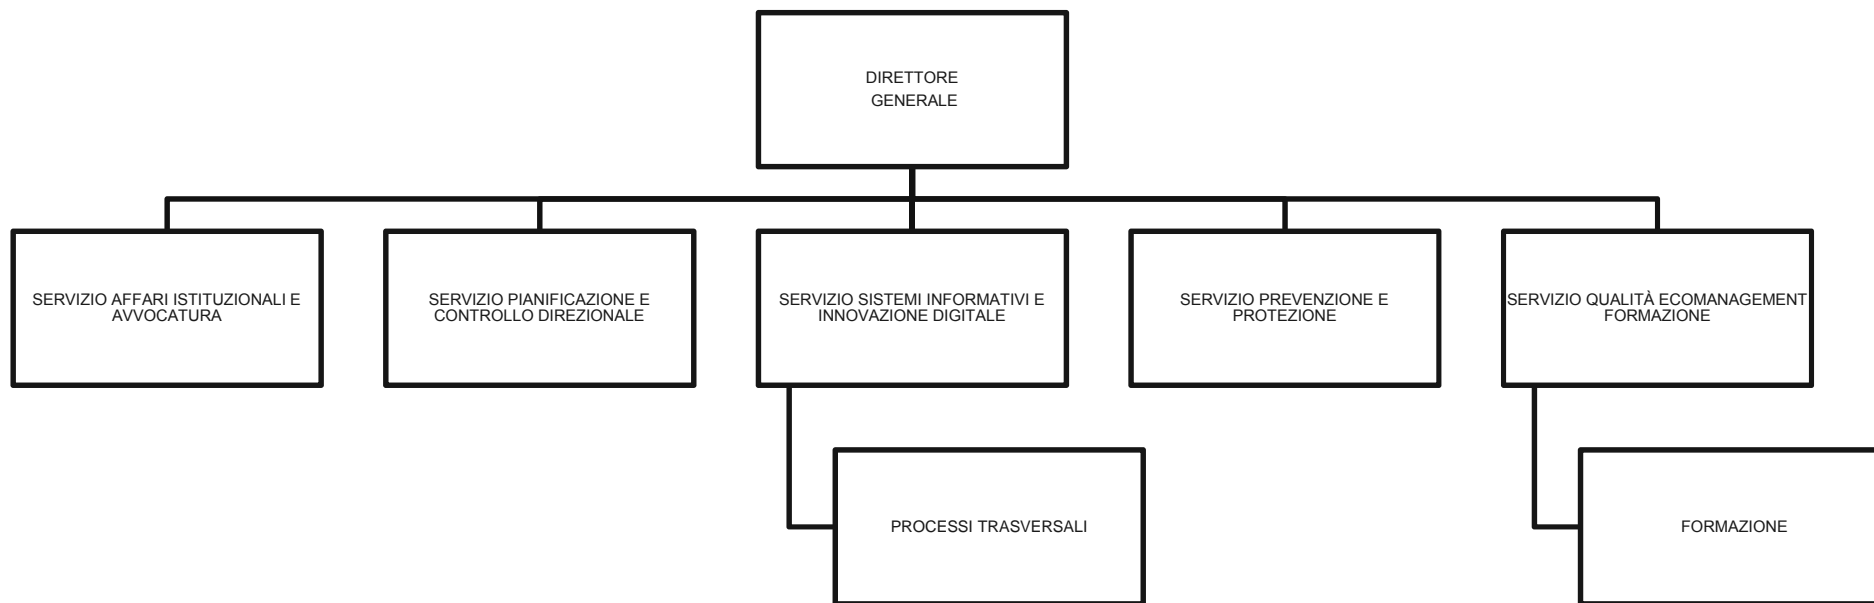 DIRETTORE
GENERALE
SERVIZIO AFFARI ISTITUZIONALI E
AVVOCATURA
SERVIZIO PIANIFICAZIONE E
CONTROLLO DIREZIONALE
SERVIZIO SISTEMI INFORMATIVI E
INNOVAZIONE DIGITALE
SERVIZIO PREVENZIONE E
PROTEZIONE
SERVIZIO QUALITÀ ECOMANAGEMENT
FORMAZIONE
PROCESSI TRASVERSALI
FORMAZIONE